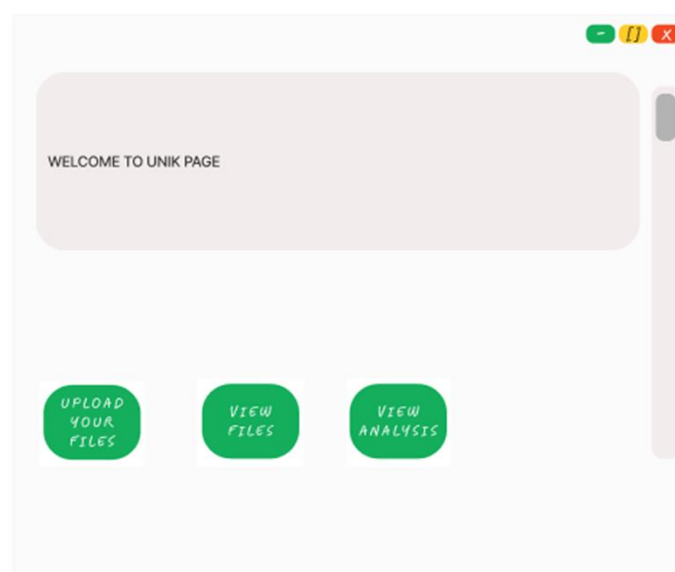 - [] X
WELCOME TO UNIK PAGE
UPLOAD
YOUR
FILES
VIEW
FILES
VIEW
ANALYSIS